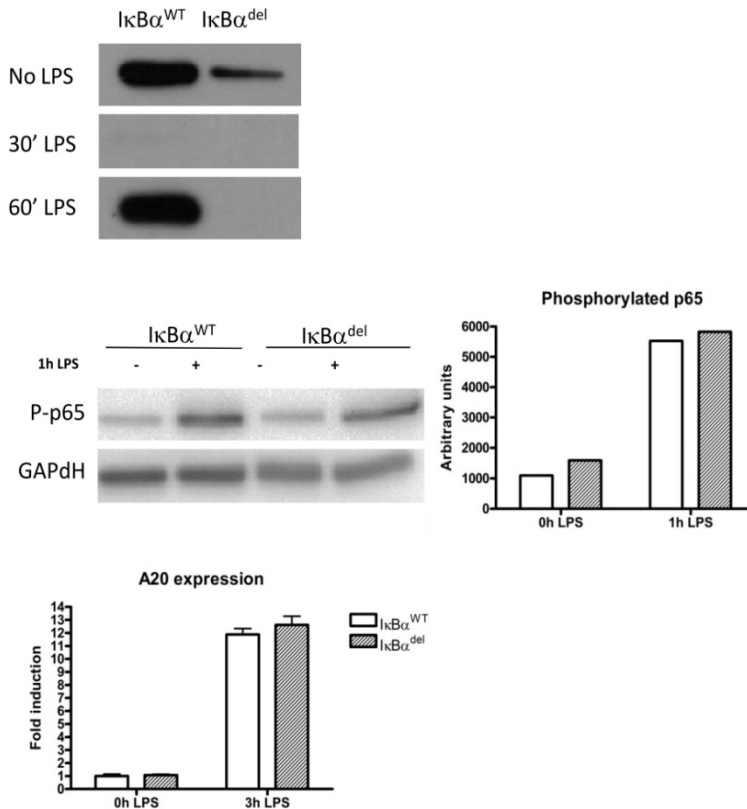 IκBα^WT IκBα^del
No LPS
30’ LPS
60’ LPS
IκBα^WT IκBα^del
1h LPS - + - +
P-p65
GAPdH
Phosphorylated p65
Arbitrary units
6000
5000
4000
3000
2000
1000
0
0h LPS 1h LPS
A20 expression
Fold induction
14
13
12
11
10
9
8
7
6
5
4
3
2
1
0
0h LPS 3h LPS
IκBα^WT
IκBα^del